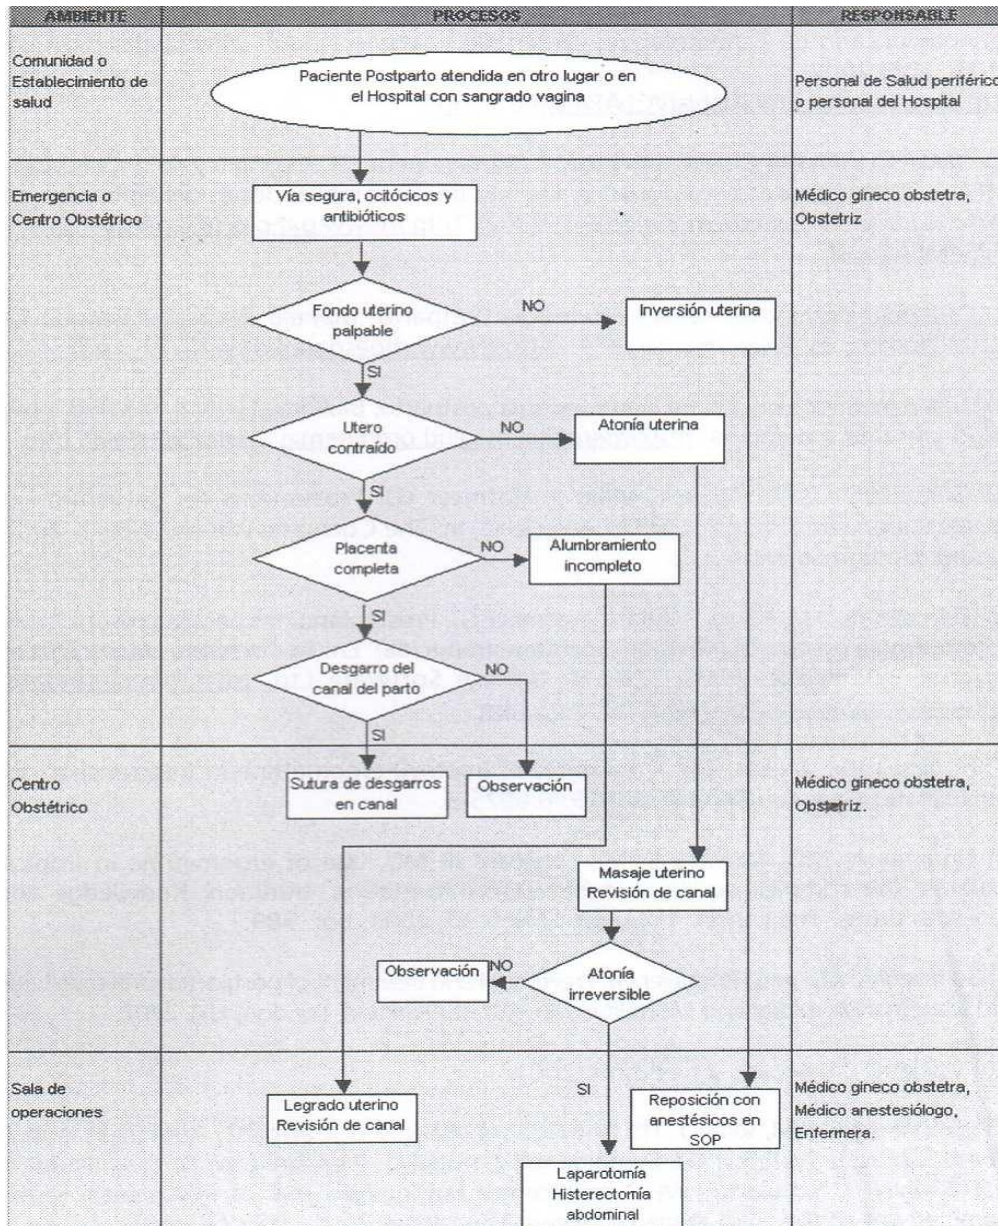 AMBIENTE
PROCESOS
RESPONSABLE
Comunidad o
Establecimiento de
salud
Paciente Postparto atendida en otro lugar o en
el Hospital con sangrado vagina
Personal de Salud periférico
o personal del Hospital
Emergencia o
Centro Obstétrico
Vía segura, ocitócicos y
antibióticos
Médico gineco obstetra,
Obstetriz
Fondo uterino
palpable
NO
Inversión uterina
SI
Utero
contraído
NO
Atonía uterina
SI
Placenta
completa
NO
Alumbramiento
incompleto
SI
Desgarro del
canal del parto
NO
SI
Centro
Obstétrico
Sutura de desgarros
en canal
Observación
Médico gineco obstetra,
Obstetriz.
Masaje uterino
Revisión de canal
Observación
NO
Atonía
irreversible
Sala de
operaciones
Legrado uterino
Revisión de canal
SI
Reposición con
anestésicos en
SOP
Médico gineco obstetra,
Médico anestesiólogo,
Enfermera.
Laparotomía
Histerectomía
abdominal